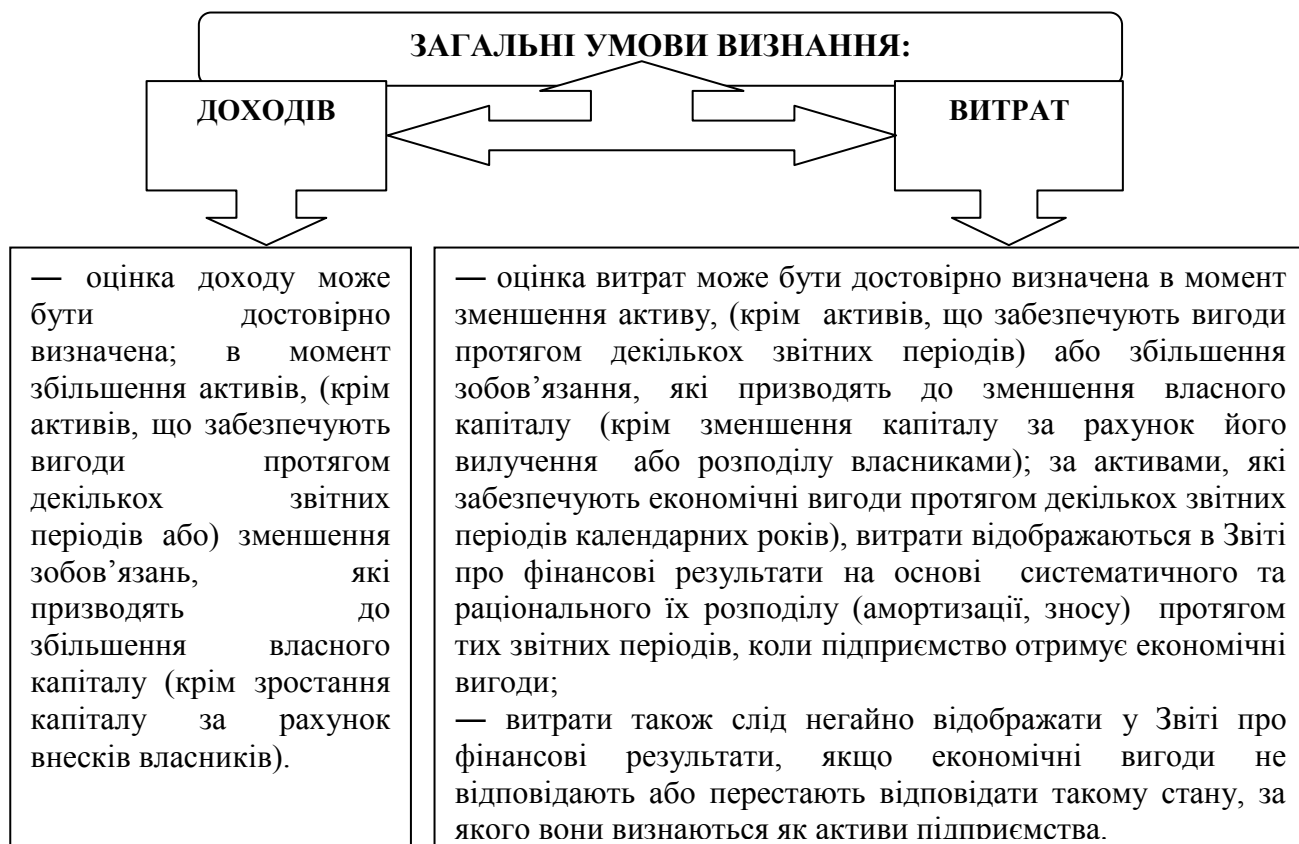 ЗАГАЛЬНІ УМОВИ ВИЗНАННЯ:
ДОХОДІВ
ВИТРАТ
— оцінка доходу може
бути достовірно
визначена; в момент
збільшення активів, (крім
активів, що забезпечують
вигоди протягом
декількох звітних
періодів або) зменшення
зобов’язань, які
призводять до
збільшення власного
капіталу (крім зростання
капіталу за рахунок
внесків власників).
— оцінка витрат може бути достовірно визначена в момент
зменшення активу, (крім активів, що забезпечують вигоди
протягом декількох звітних періодів) або збільшення
зобов’язання, які призводять до зменшення власного
капіталу (крім зменшення капіталу за рахунок його
вилучення або розподілу власниками); за активами, які
забезпечують економічні вигоди протягом декількох звітних
періодів календарних років), витрати відображаються в Звіті
про фінансові результати на основі систематичного та
раціонального їх розподілу (амортизації, зносу) протягом
тих звітних періодів, коли підприємство отримує економічні
вигоди;
— витрати також слід негайно відображати у Звіті про
фінансові результати, якщо економічні вигоди не
відповідають або перестають відповідати такому стану, за
якого вони визнаються як активи підприємства.